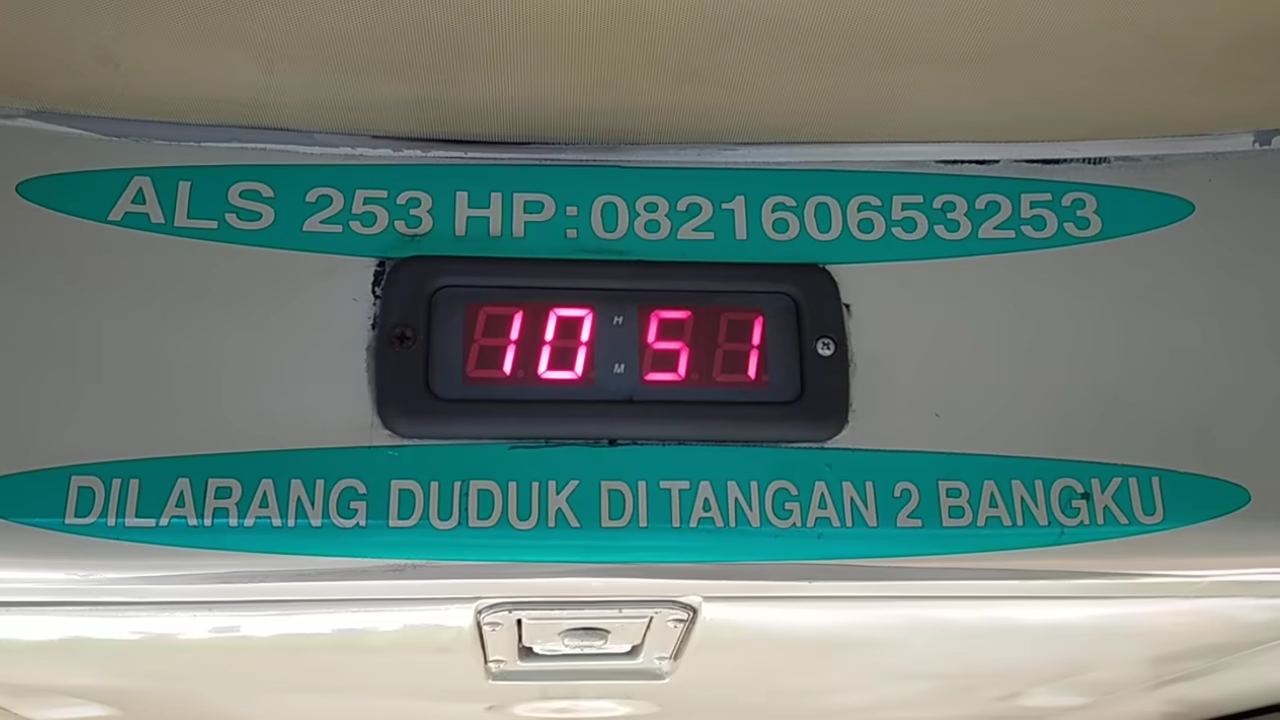 ALS 253 HP:082160653253
10 H M 51
DILARANG DUDUK DI TANGAN 2 BANGKU